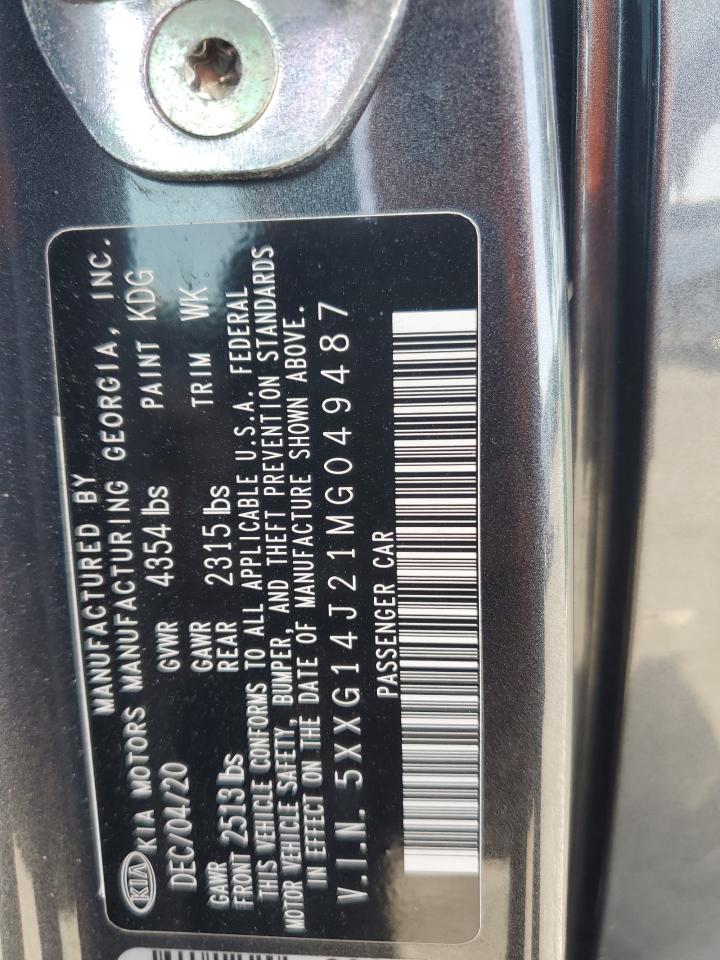 MANUFACTURED BY
KIA KIA MOTORS MANUFACTURING GEORGIA, INC.
DEC/04/20 GVWR 4354 lbs PAINT KDG
GAWR FRONT 2513 lbs GAWR REAR 2315 lbs TRIM WK
THIS VEHICLE CONFORMS TO ALL APPLICABLE U.S.A. FEDERAL
MOTOR VEHICLE SAFETY, BUMPER, AND THEFT PREVENTION STANDARDS
IN EFFECT ON THE DATE OF MANUFACTURE SHOWN ABOVE.
V.I.N. 5XXG14J21MG049487
PASSENGER CAR